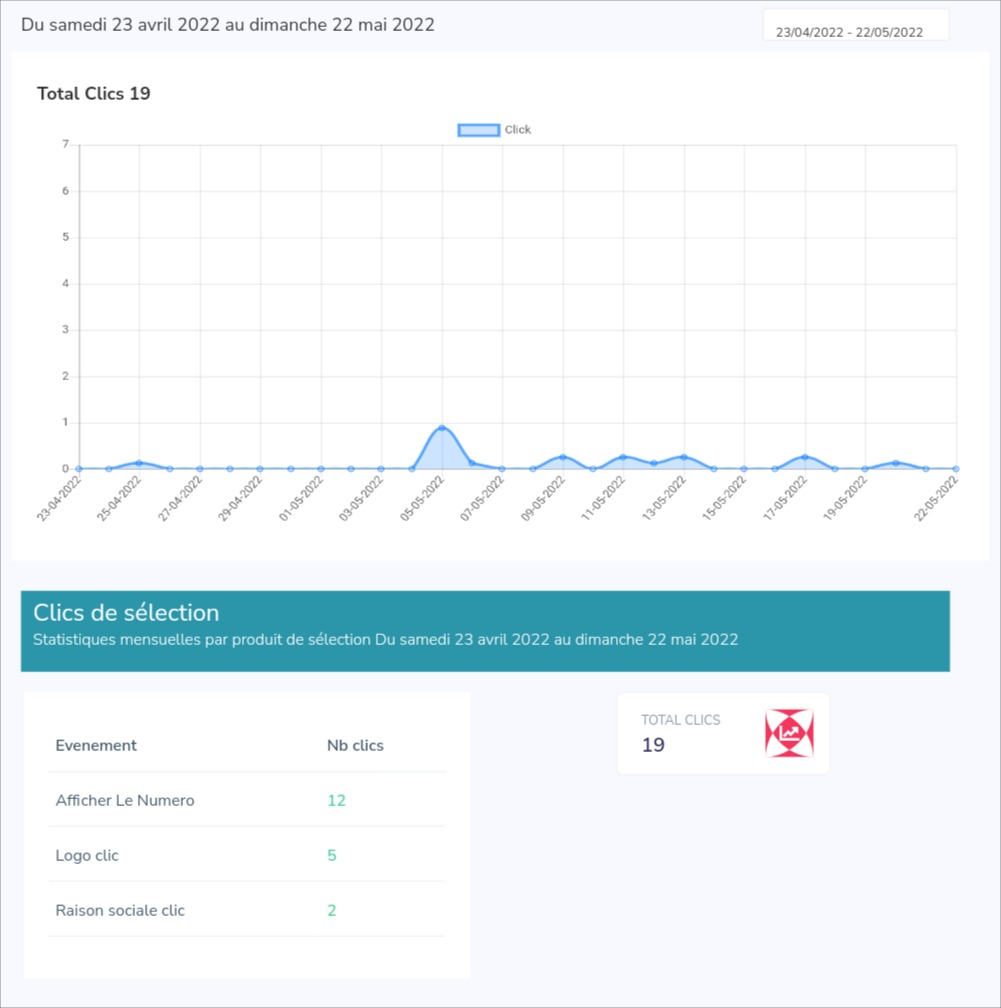 Du samedi 23 avril 2022 au dimanche 22 mai 2022
23/04/2022 - 22/05/2022
Total Clics 19
Click
7
6
5
4
3
2
1
0
23-04-2022
25-04-2022
27-04-2022
29-04-2022
01-05-2022
03-05-2022
05-05-2022
07-05-2022
09-05-2022
11-05-2022
13-05-2022
15-05-2022
17-05-2022
19-05-2022
22-05-2022
Clics de sélection
Statistiques mensuelles par produit de sélection Du samedi 23 avril 2022 au dimanche 22 mai 2022
Evenement Nb clics
Afficher Le Numero 12
Logo clic 5
Raison sociale clic 2
TOTAL CLICS
19